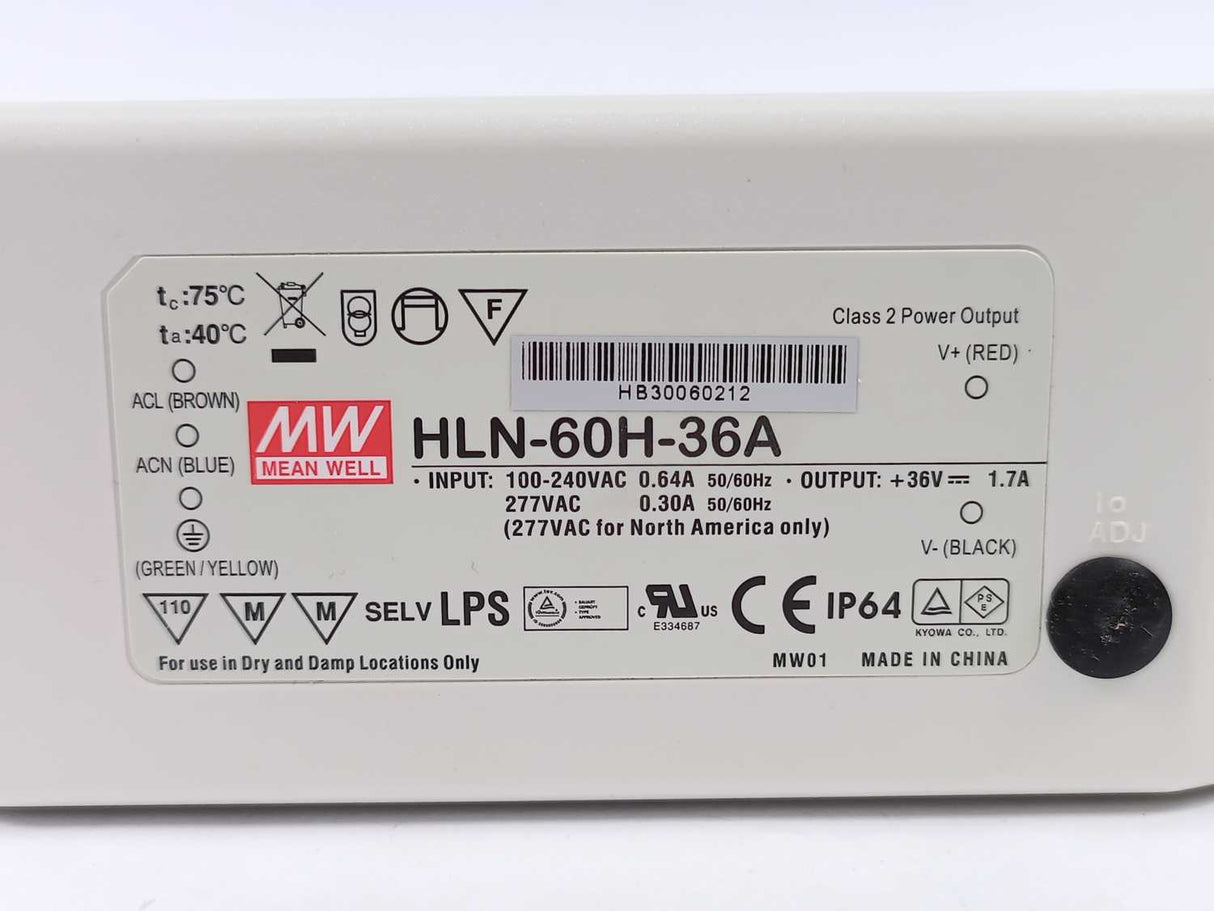 tc:75°C
ta:40°C
F
Class 2 Power Output
V+ (RED)
HB30060212
ACL (BROWN)
ACN (BLUE)
MW
MEAN WELL
HLN-60H-36A
· INPUT: 100-240VAC 0.64A 50/60Hz · OUTPUT: +36V⎓ 1.7A
277VAC 0.30A 50/60Hz
(277VAC for North America only)
V- (BLACK)
Io
ADJ
(GREEN/YELLOW)
110 M M SELV LPS
c RU US
E334687
CE IP64
PS
E
KYOWA CO., LTD.
For use in Dry and Damp Locations Only
MW01 MADE IN CHINA